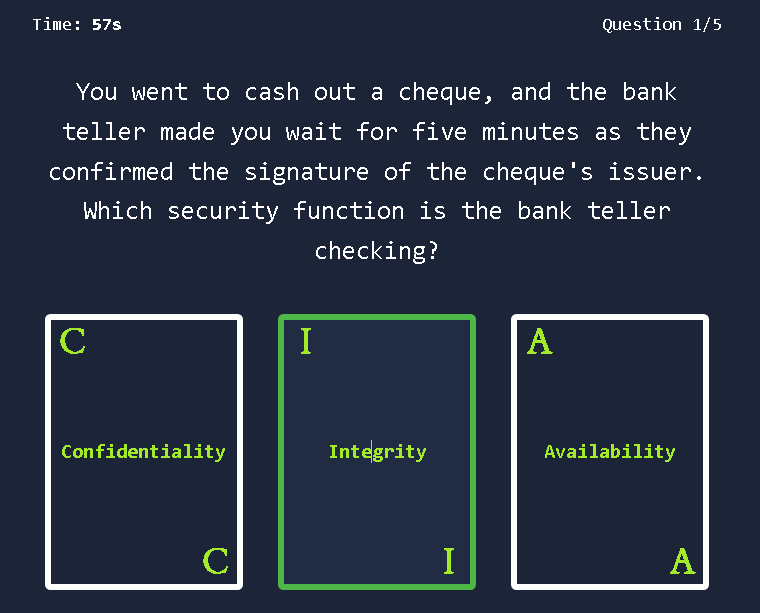 Time: 57s
Question 1/5
You went to cash out a cheque, and the bank
teller made you wait for five minutes as they
confirmed the signature of the cheque's issuer.
Which security function is the bank teller
checking?
C
I
A
Confidentiality
Integrity
Availability
C
I
A